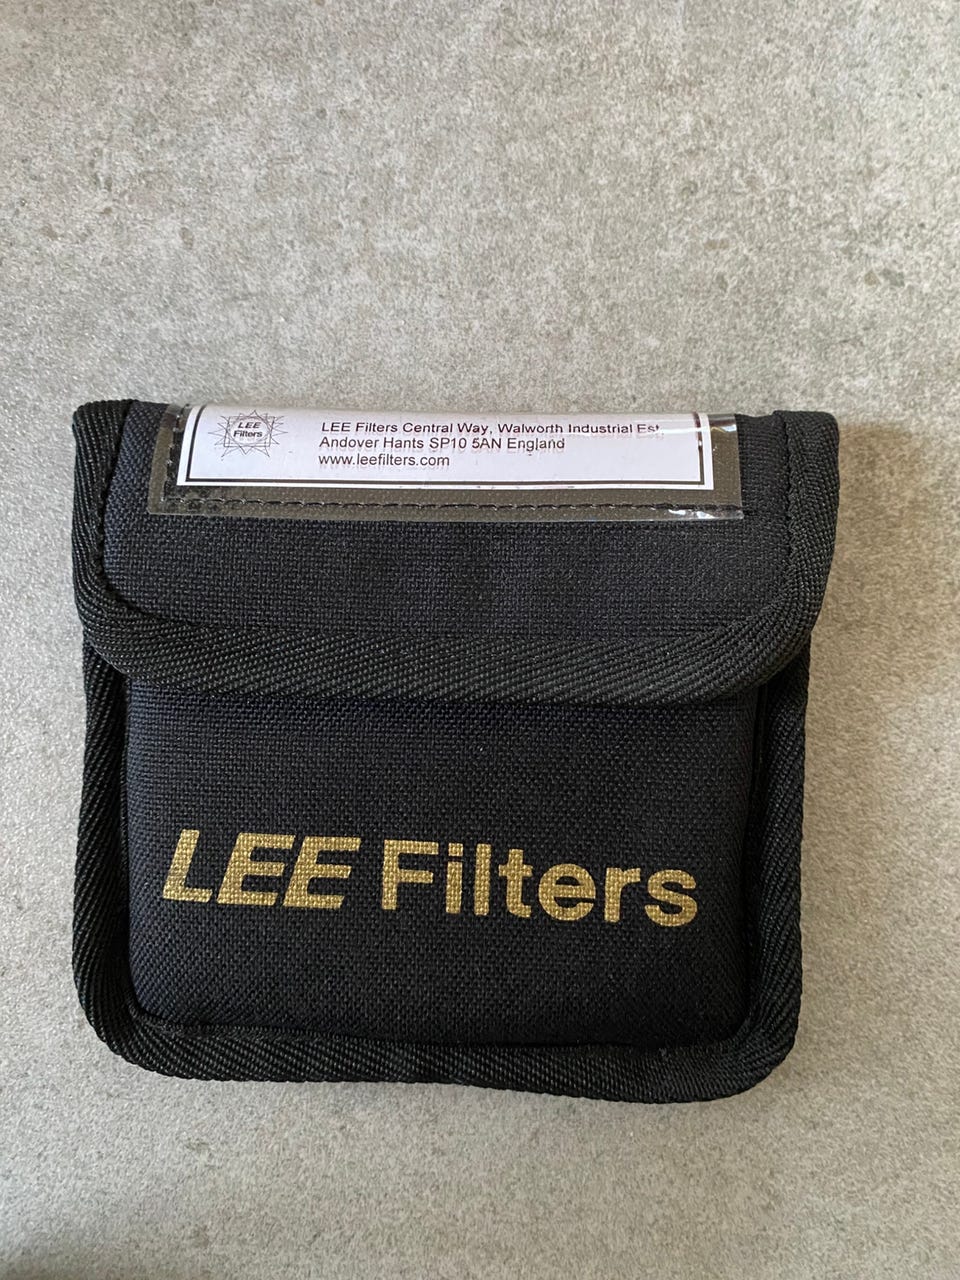 LEE
Filters
LEE Filters Central Way, Walworth Industrial Est,
Andover Hants SP10 5AN England
www.leefilters.com
LEE Filters